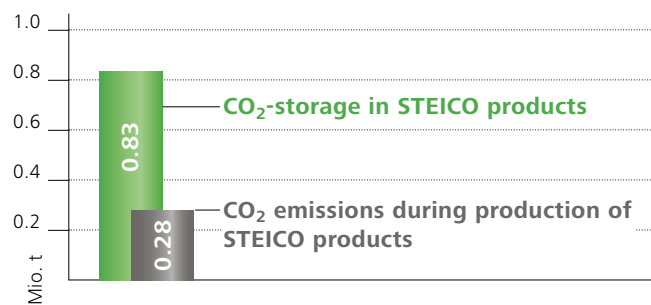 1.0
0.8
0.6
0.4
0.2
Mio. t
0.83
0.28
CO₂-storage in STEICO products
CO₂ emissions during production of
STEICO products